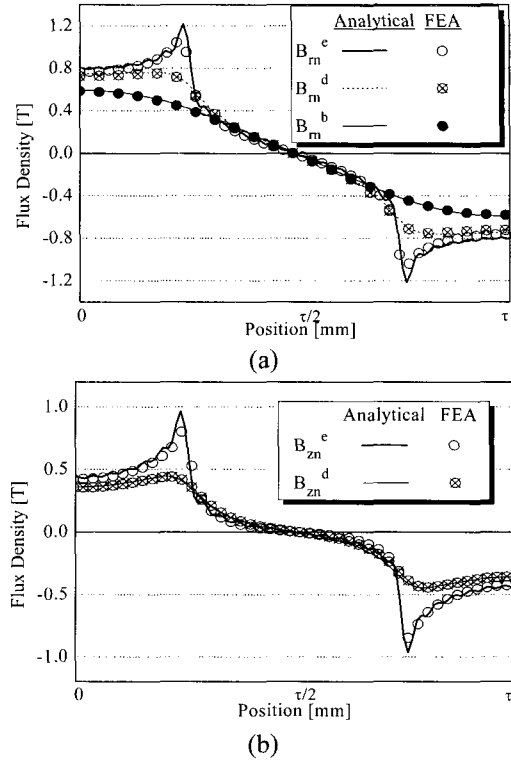 (a)
Flux Density [T]
1.2
0.8
0.4
0.0
-0.4
-0.8
-1.2
Analytical FEA
B_rn^e
B_rn^d
B_rn^b
0 τ/2 τ
Position [mm]
(a)
Flux Density [T]
1.0
0.5
0.0
-0.5
-1.0
Analytical FEA
B_zn^e
B_zn^d
0 τ/2 τ
Position [mm]
(b)